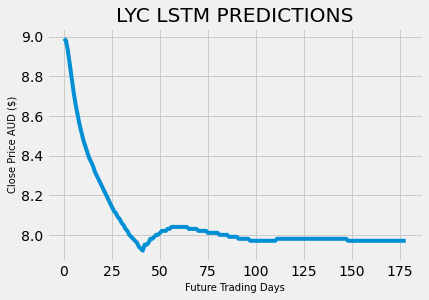 LYC LSTM PREDICTIONS
9.0
8.8
8.6
8.4
8.2
8.0
Close Price AUD ($)
0 25 50 75 100 125 150 175
Future Trading Days